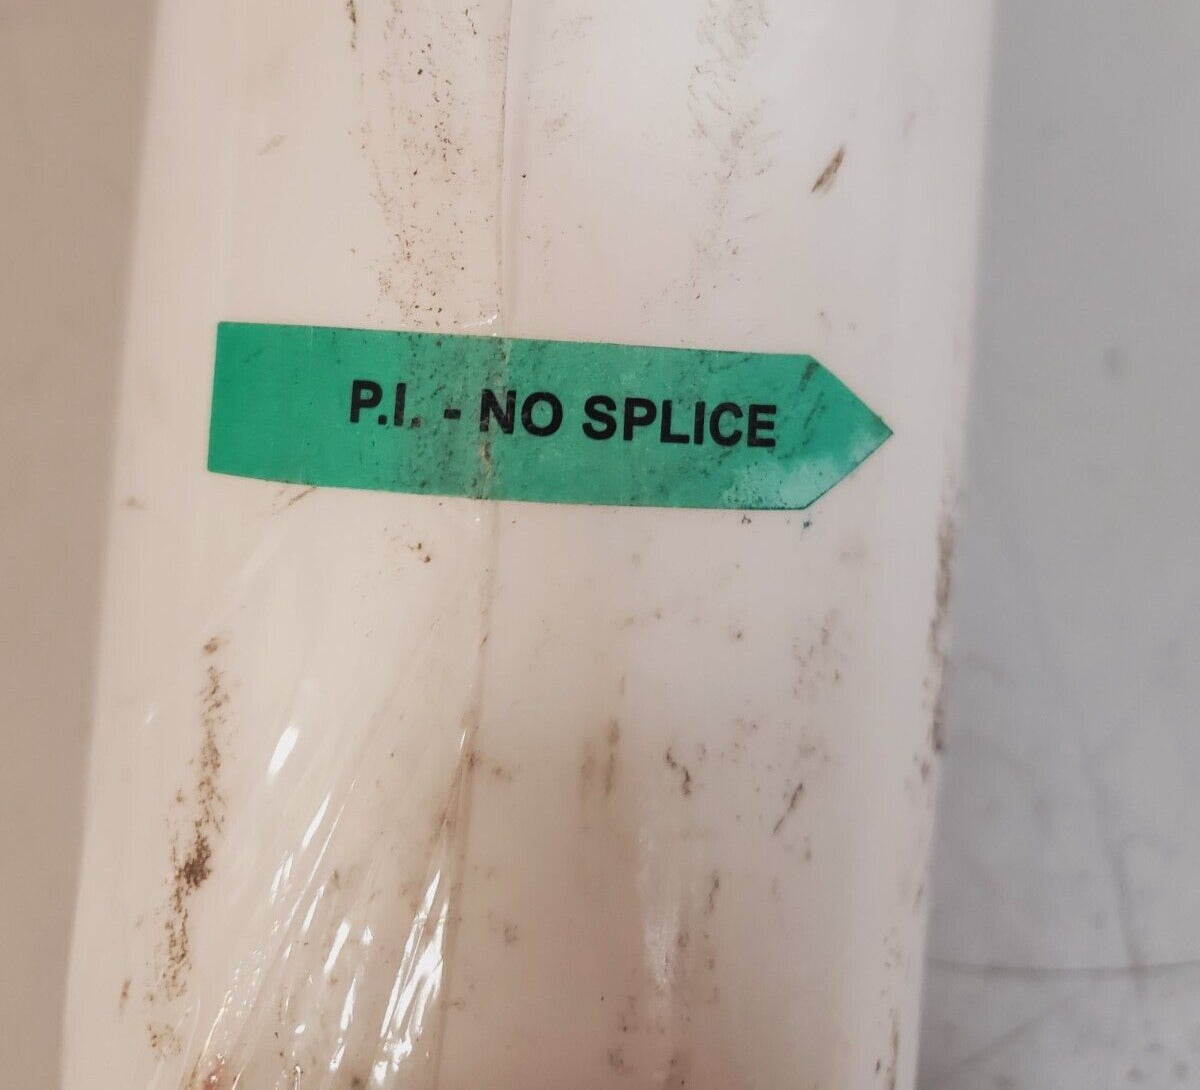 P.I. - NO SPLICE